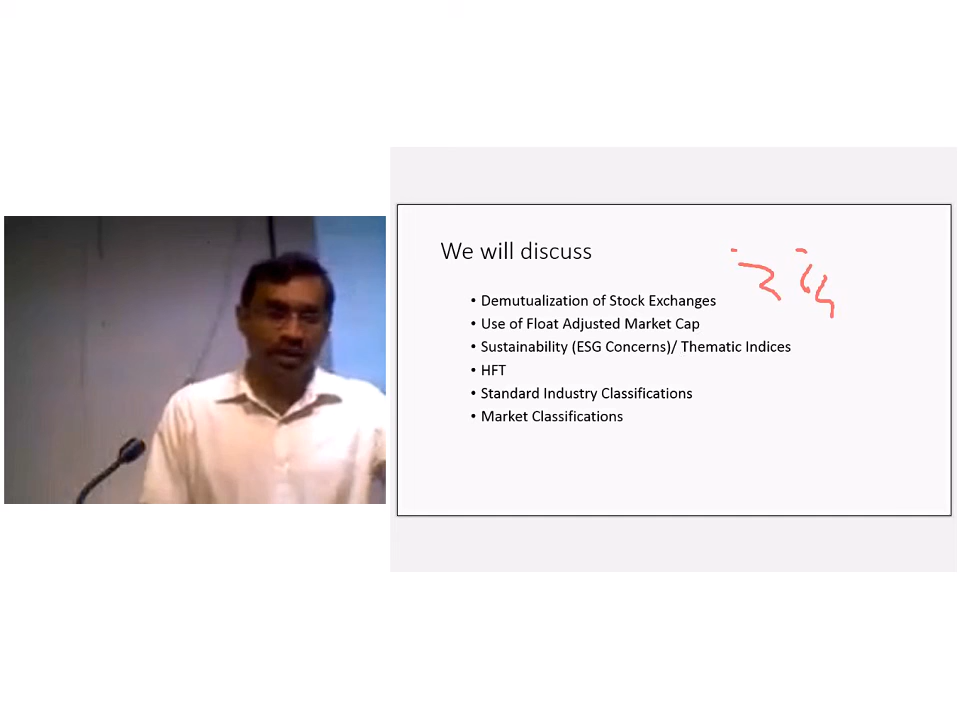 We will discuss
• Demutualization of Stock Exchanges
• Use of Float Adjusted Market Cap
• Sustainability (ESG Concerns)/ Thematic Indices
• HFT
• Standard Industry Classifications
• Market Classifications